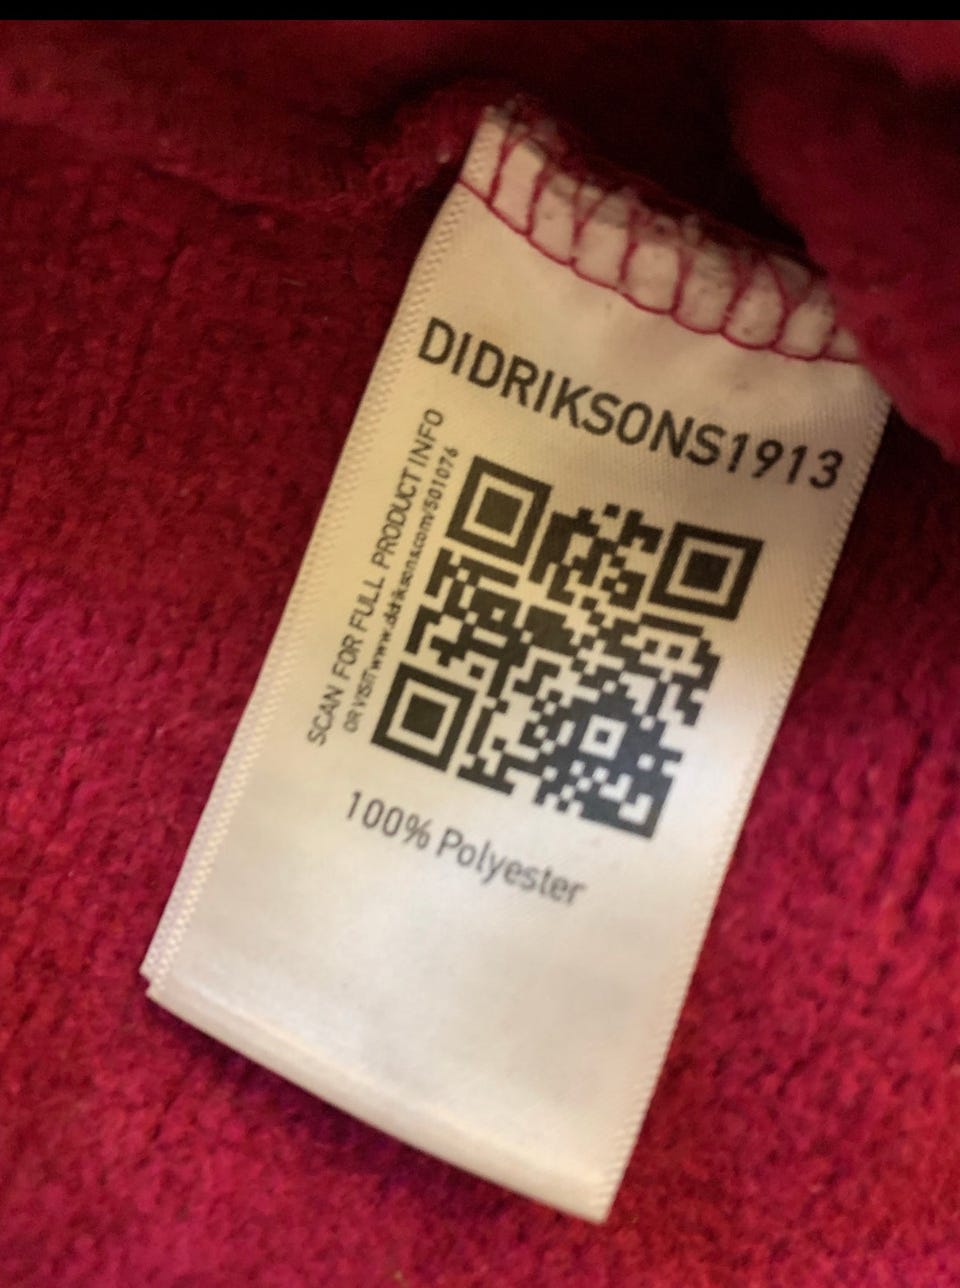 DIDRIKSONS1913
SCAN FOR FULL PRODUCT INFO
OR VISIT www.didriksons.com/501076
100% Polyester